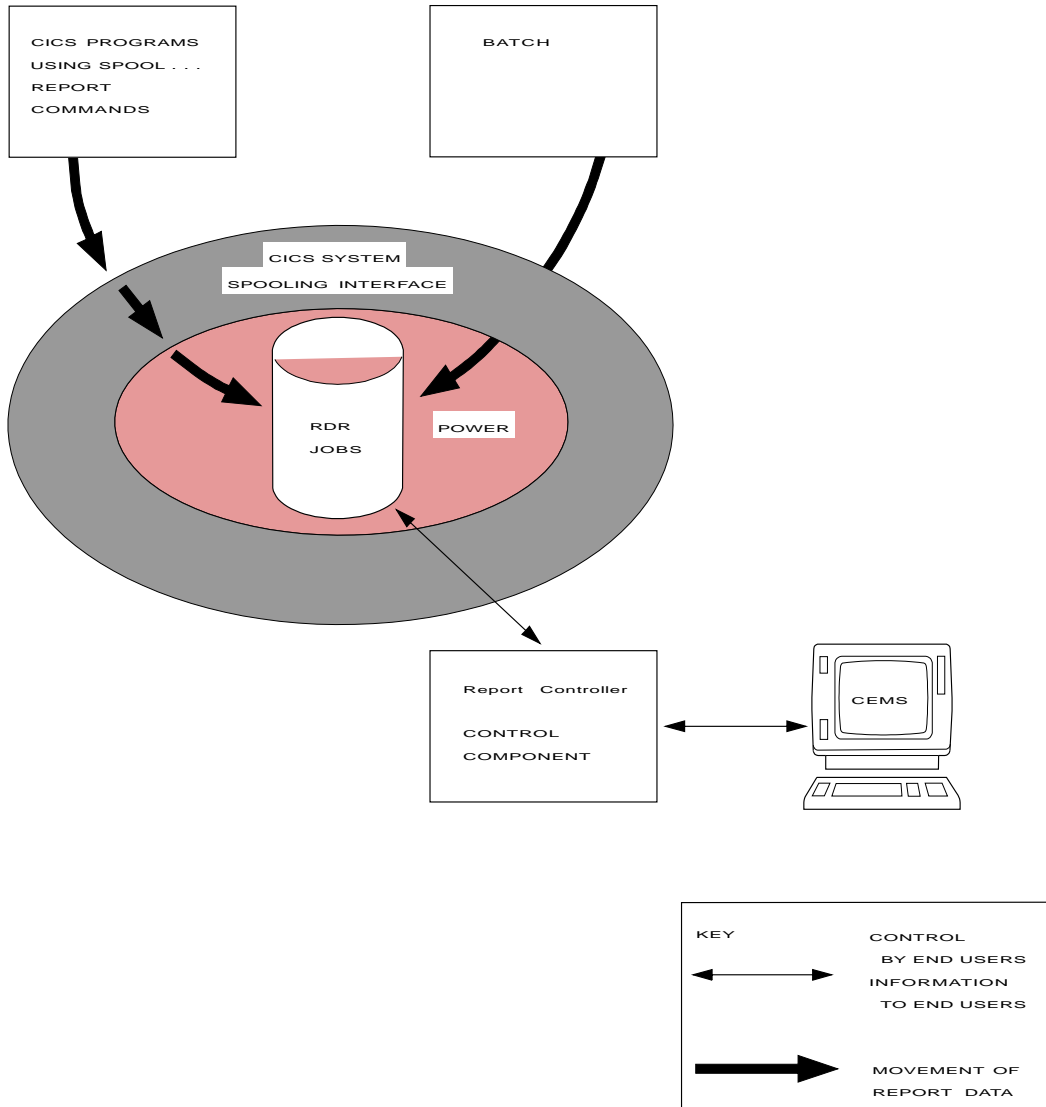 CICS PROGRAMS
USING SPOOL . . .
REPORT
COMMANDS
BATCH
CICS SYSTEM
SPOOLING INTERFACE
RDR
JOBS
POWER
Report Controller
CONTROL
COMPONENT
CEMS
KEY
CONTROL
BY END USERS
INFORMATION
TO END USERS
MOVEMENT OF
REPORT DATA